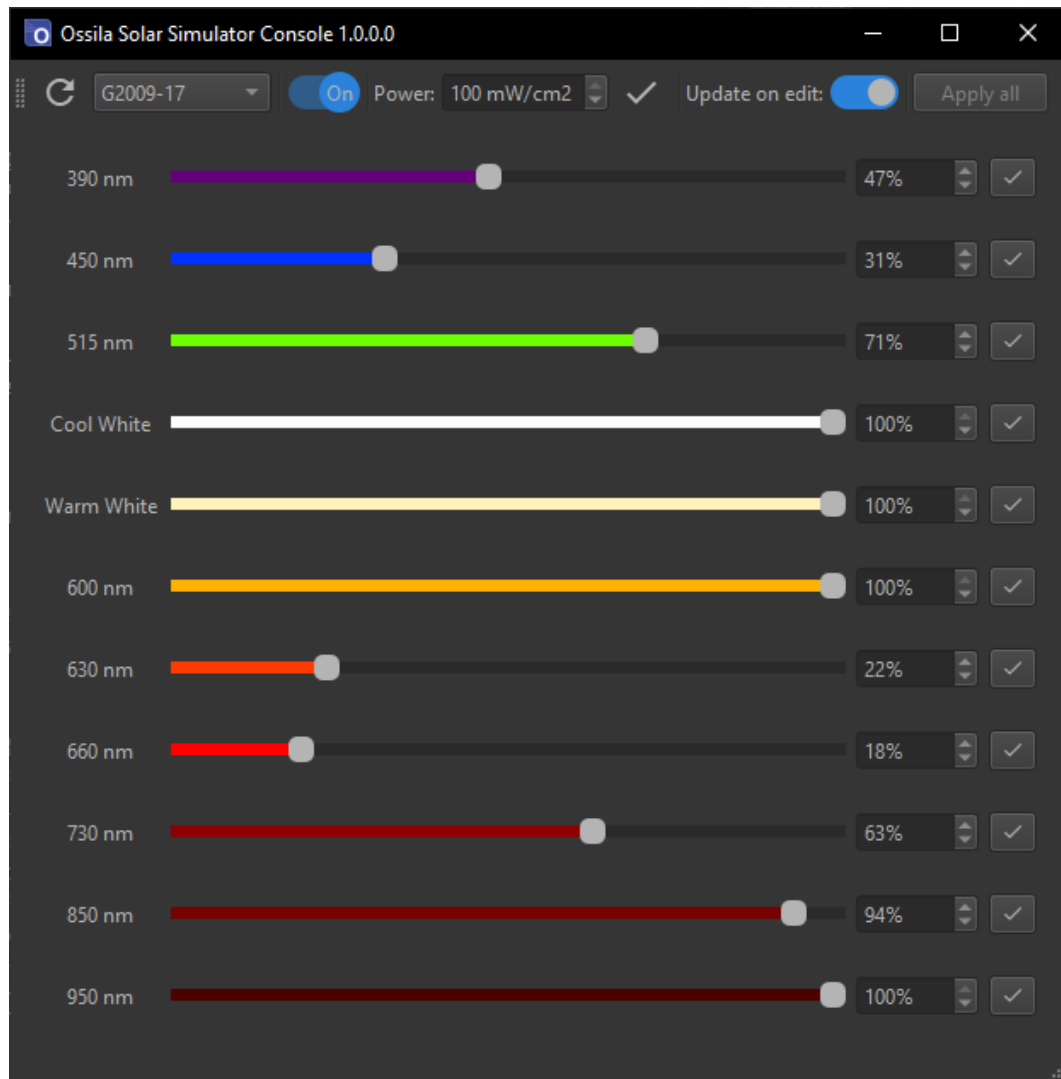 Ossila Solar Simulator Console 1.0.0.0
G2009-17 On Power: 100 mW/cm2 Update on edit: Apply all
390 nm 47%
450 nm 31%
515 nm 71%
Cool White 100%
Warm White 100%
600 nm 100%
630 nm 22%
660 nm 18%
730 nm 63%
850 nm 94%
950 nm 100%